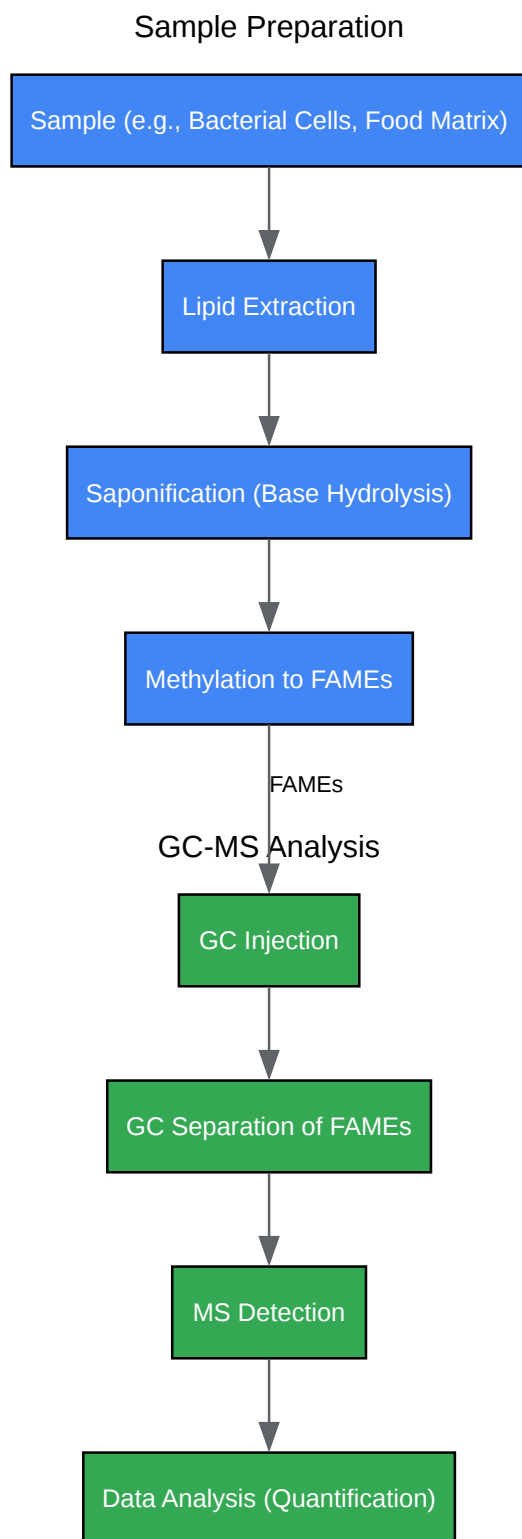 Sample Preparation
Sample (e.g., Bacterial Cells, Food Matrix)
Lipid Extraction
Saponification (Base Hydrolysis)
Methylation to FAMEs
FAMEs
GC-MS Analysis
GC Injection
GC Separation of FAMEs
MS Detection
Data Analysis (Quantification)